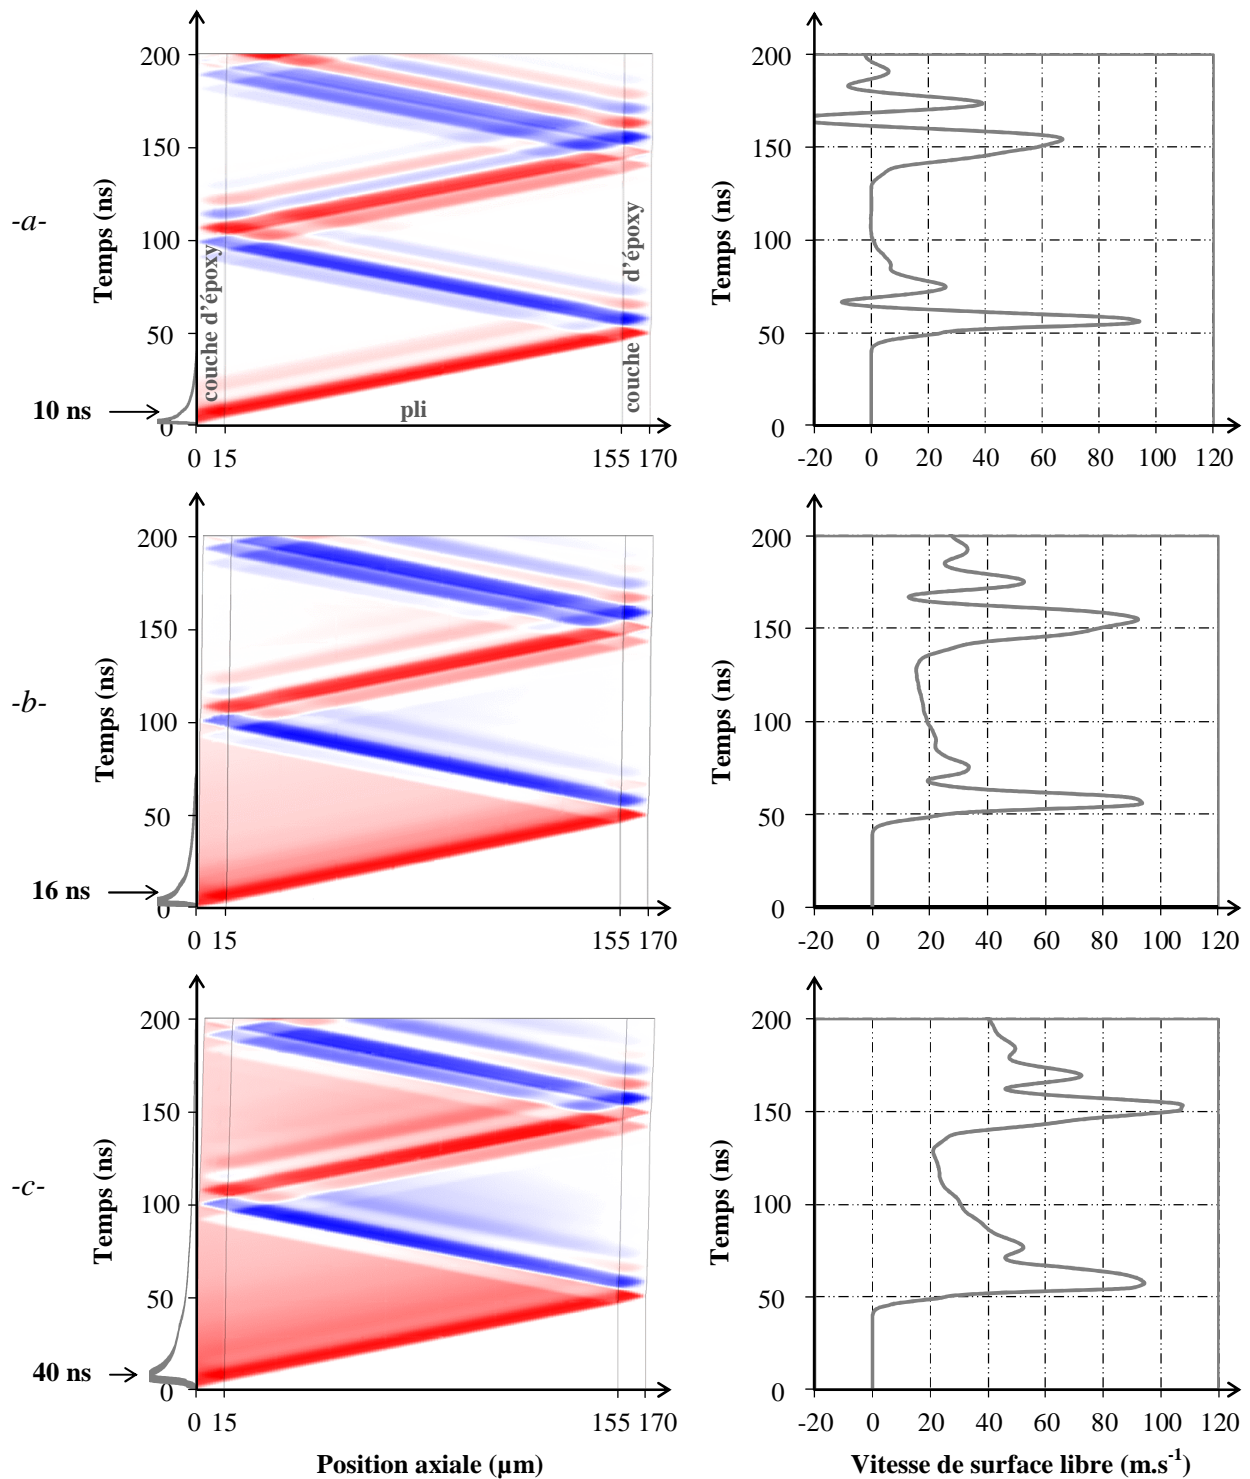 -a-
Temps (ns)
200
150
100
50
0
10 ns
couche d'époxy
pli
couche d'époxy
0 15 155 170
Temps (ns)
200
150
100
50
0
-20 0 20 40 60 80 100 120
-b-
Temps (ns)
200
150
100
50
0
16 ns
0 15 155 170
Temps (ns)
200
150
100
50
0
-20 0 20 40 60 80 100 120
-c-
Temps (ns)
200
150
100
50
0
40 ns
0 15 155 170
Position axiale (µm)
Temps (ns)
200
150
100
50
0
-20 0 20 40 60 80 100 120
Vitesse de surface libre (m.s-1)